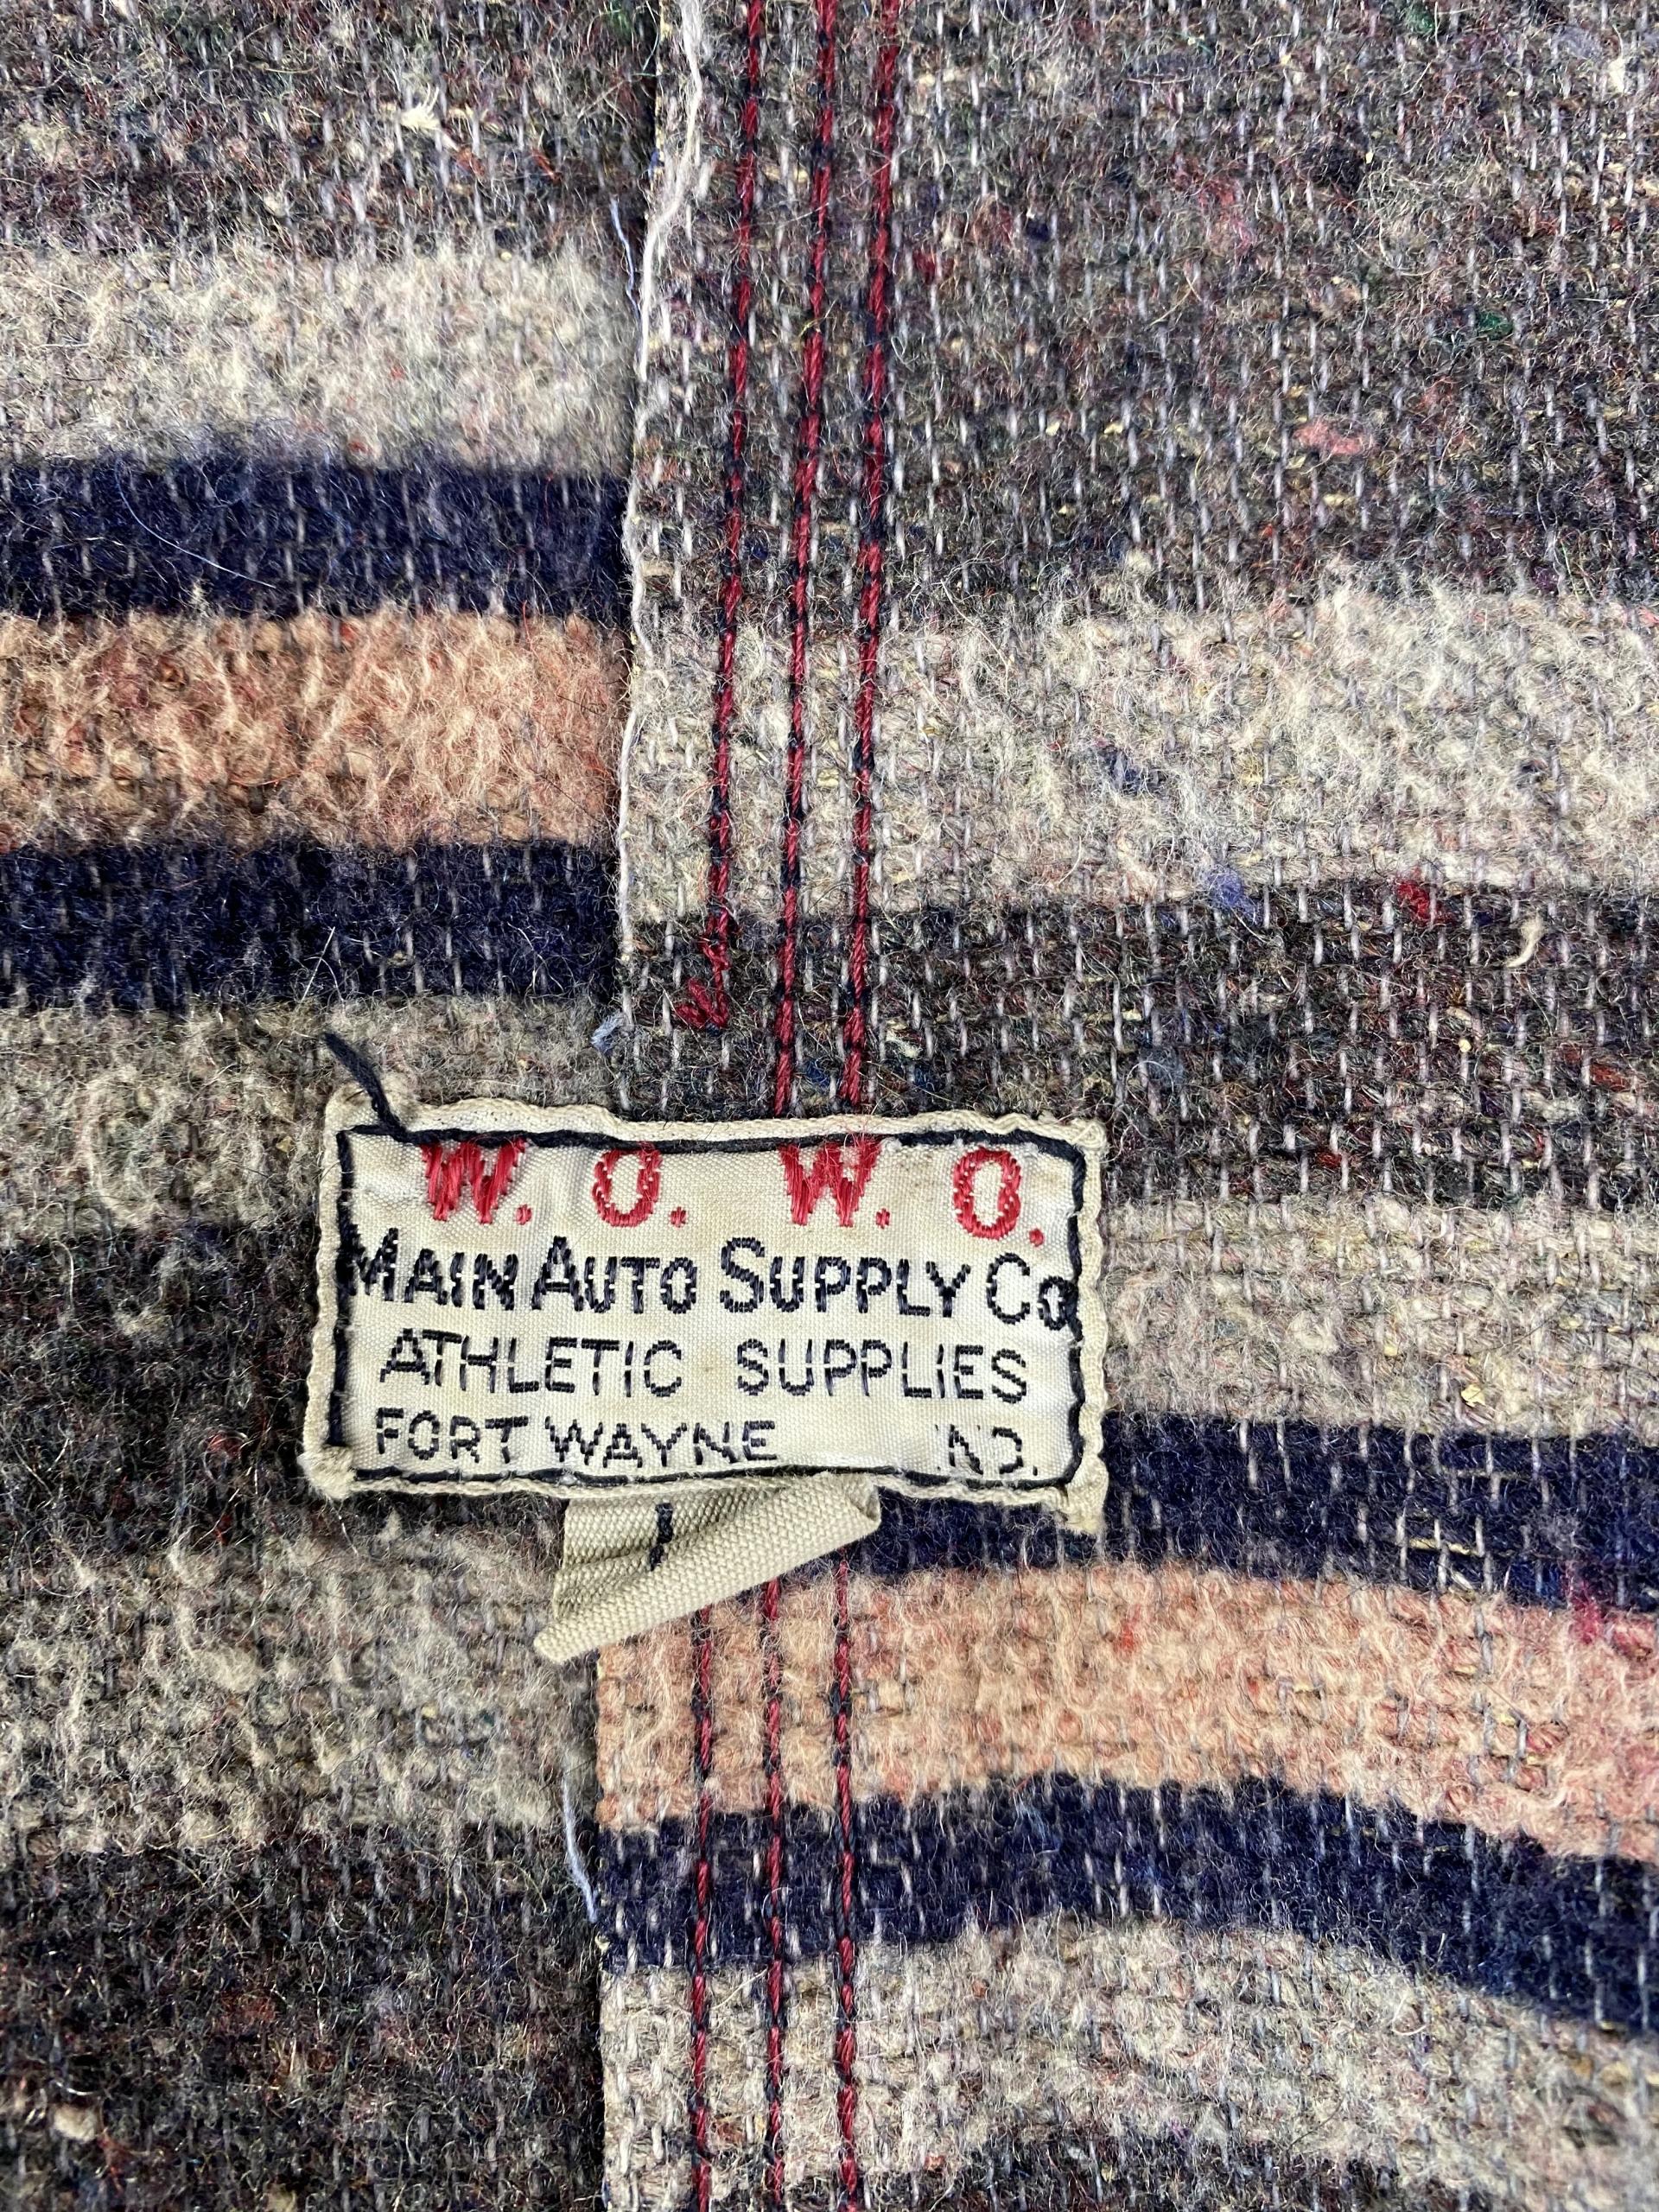 W. O. W. O.
MAIN AUTO SUPPLY CO
ATHLETIC SUPPLIES
FORT WAYNE IND.